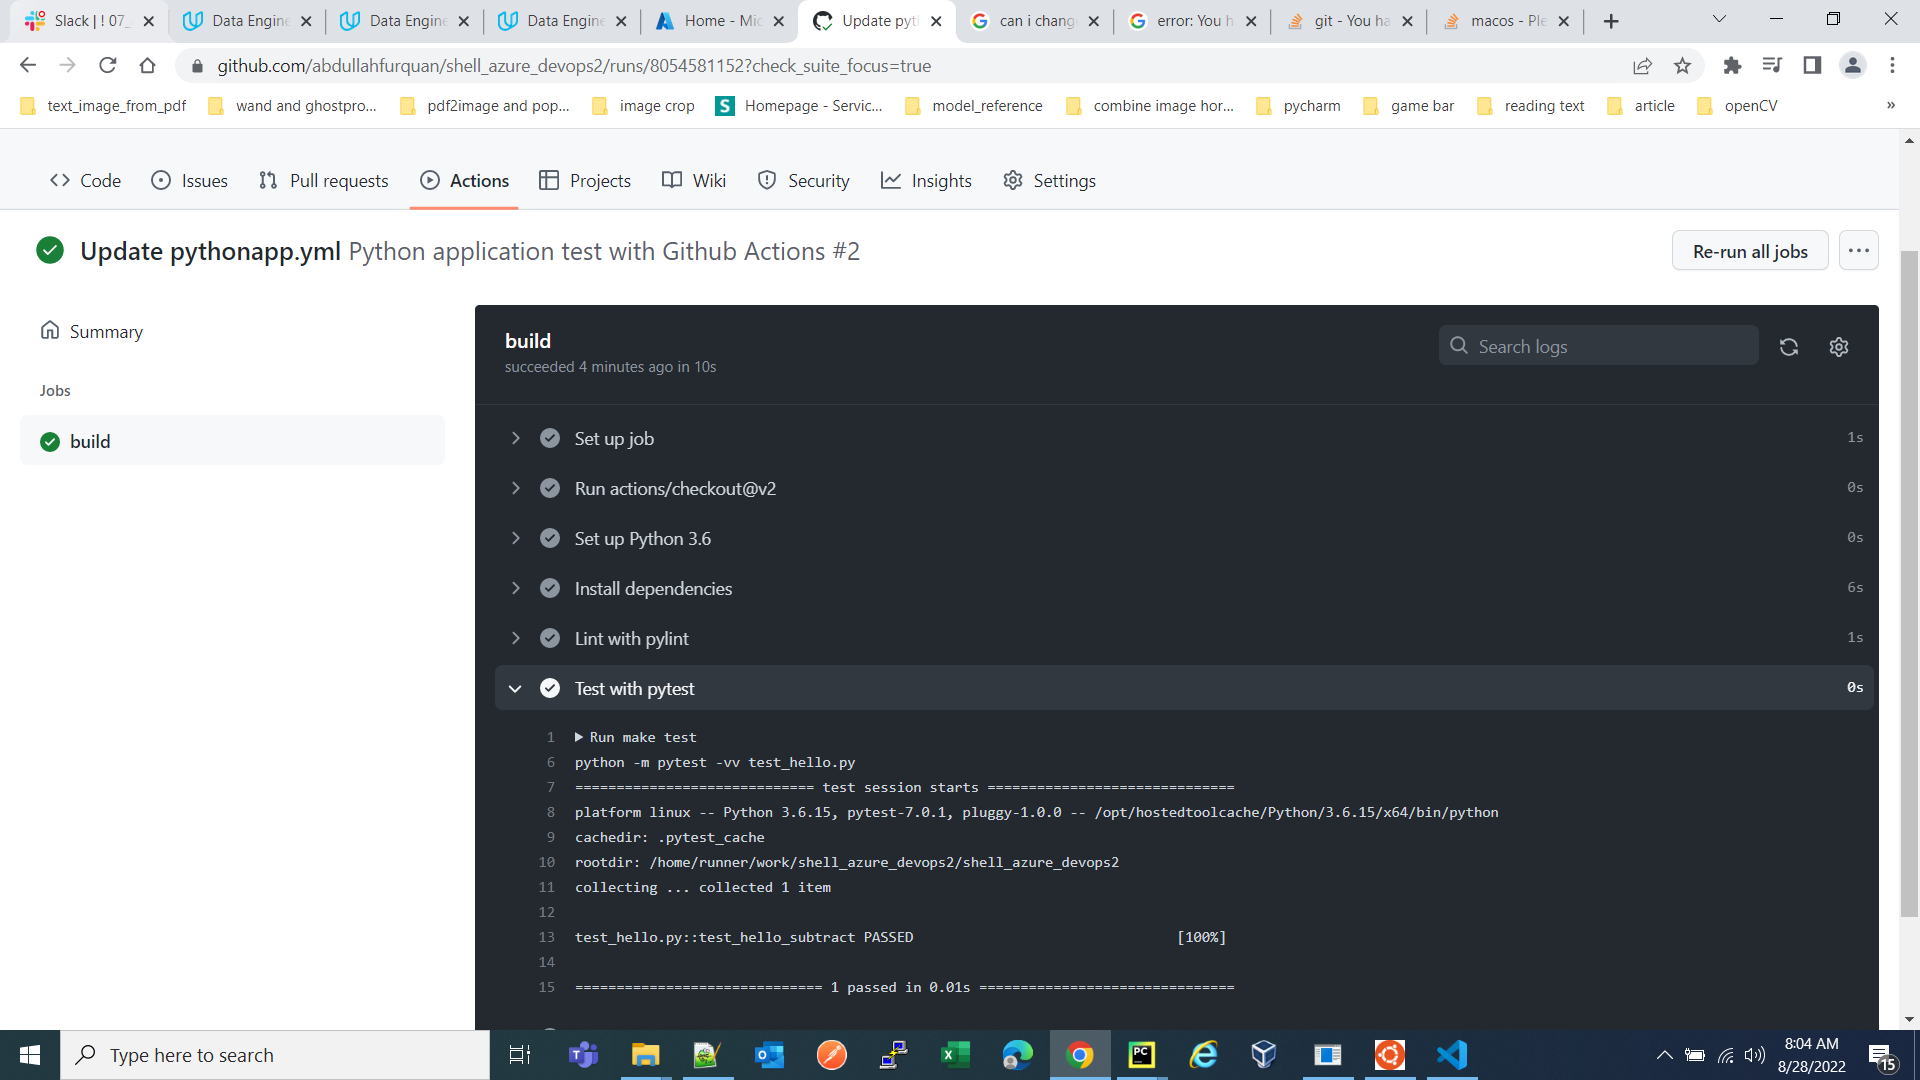 Slack | ! 07_
Data Engine
Data Engine
Data Engine
Home - Mic
Update pyt
can i chang
error: You h
git - You ha
macos - Ple
github.com/abdullahfurquan/shell_azure_devops2/runs/8054581152?check_suite_focus=true
text_image_from_pdf
wand and ghostpro...
pdf2image and pop...
image crop
Homepage - Servic...
model_reference
combine image hor...
pycharm
game bar
reading text
article
openCV
»
Code
Issues
Pull requests
Actions
Projects
Wiki
Security
Insights
Settings
Update pythonapp.yml Python application test with Github Actions #2
Re-run all jobs
Summary
Jobs
build
build
succeeded 4 minutes ago in 10s
Search logs
Set up job 1s
Run actions/checkout@v2 0s
Set up Python 3.6 0s
Install dependencies 6s
Lint with pylint 1s
Test with pytest 0s
1 Run make test
6 python -m pytest -vv test_hello.py
7 ============================= test session starts ==============================
8 platform linux -- Python 3.6.15, pytest-7.0.1, pluggy-1.0.0 -- /opt/hostedtoolcache/Python/3.6.15/x64/bin/python
9 cachedir: .pytest_cache
10 rootdir: /home/runner/work/shell_azure_devops2/shell_azure_devops2
11 collecting ... collected 1 item
12
13 test_hello.py::test_hello_subtract PASSED [100%]
14
15 ============================== 1 passed in 0.01s ===============================
Type here to search
8:04 AM
8/28/2022
15